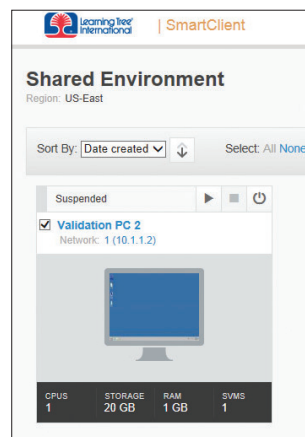 Learning Tree International | SmartClient
Shared Environment
Region: US-East
Sort By: Date created Select: All None
Suspended
Validation PC 2
Network: 1 (10.1.1.2)
CPUS STORAGE RAM SVMS
1 20 GB 1 GB 1